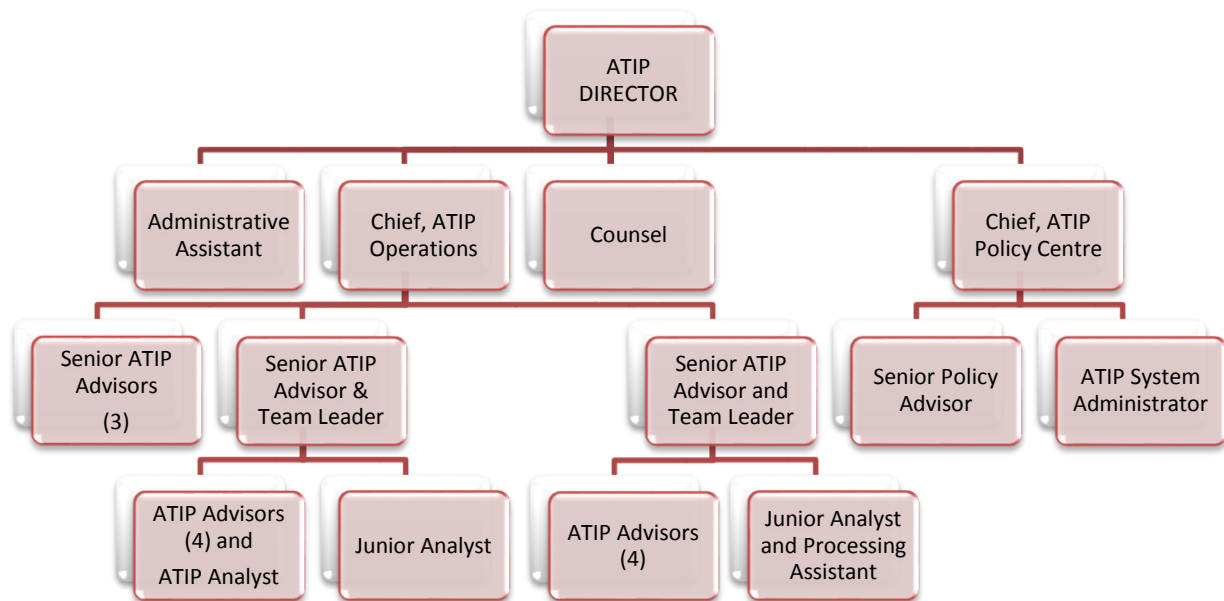 ATIP
DIRECTOR
Administrative
Assistant
Chief, ATIP
Operations
Counsel
Chief, ATIP
Policy Centre
Senior ATIP
Advisors
(3)
Senior ATIP
Advisor &
Team Leader
Senior ATIP
Advisor and
Team Leader
Senior Policy
Advisor
ATIP System
Administrator
ATIP Advisors
(4) and
ATIP Analyst
Junior Analyst
ATIP Advisors
(4)
Junior Analyst
and Processing
Assistant